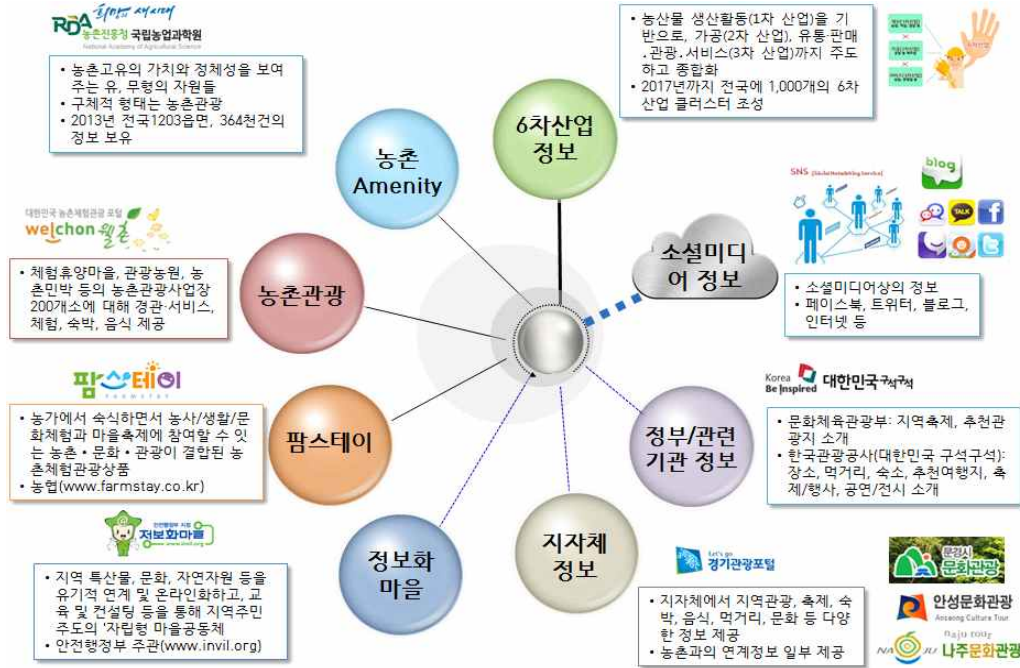 희망의 새시대
RDA 농촌진흥청 국립농업과학원
National Academy of Agricultural Science
• 농촌고유의 가치와 정체성을 보여
주는 유, 무형의 자원들
• 구체적 형태는 농촌관광
• 2013년 전국1203읍면, 364천건의
정보 보유
농촌
Amenity
• 농산물 생산활동(1차 산업)을 기
반으로, 가공(2차 산업), 유통·판매
·관광·서비스(3차 산업)까지 주도
하고 종합화
• 2017년까지 전국에 1,000개의 6차
산업 클러스터 조성
6차산업
6차산업
정보
대한민국 농촌체험관광 포털
welchon 웰촌
• 체험휴양마을, 관광농원, 농
촌민박 등의 농촌관광사업장
200개소에 대해 경관·서비스,
체험, 숙박, 음식 제공
농촌관광
SNS (Social Networking Service)
blog
TALK
소셜미디
어 정보
• 소셜미디어상의 정보
• 페이스북, 트위터, 블로그,
인터넷 등
팜스테이
FARMSTAY
• 농가에서 숙식하면서 농사/생활/문
화체험과 마을축제에 참여할 수 잇
는 농촌·문화·관광이 결합된 농
촌체험관광상품
• 농협(www.farmstay.co.kr)
팜스테이
Korea
Be Inspired
대한민국 구석구석
• 문화체육관광부: 지역축제, 추천관
광지 소개
• 한국관광공사(대한민국 구석구석):
장소, 먹거리, 숙소, 추천여행지, 축
제/행사, 공연/전시 소개
정부/관련
기관 정보
안전행정부 지정
정보화마을
www.invil.org
• 지역 특산물, 문화, 자연자원 등을
유기적 연계 및 온라인화하고, 교
육 및 컨설팅 등을 통해 지역주민
주도의 '자립형 마을공동체
• 안전행정부 주관(www.invil.org)
정보화
마을
지자체
정보
Let's go
경기관광포털
• 지자체에서 지역관광, 축제, 숙
박, 음식, 먹거리, 문화 등 다양
한 정보 제공
• 농촌과의 연계정보 일부 제공
문경시
문화관광
안성문화관광
Anseong Culture Tour
naju tour
NAJU 나주문화관광